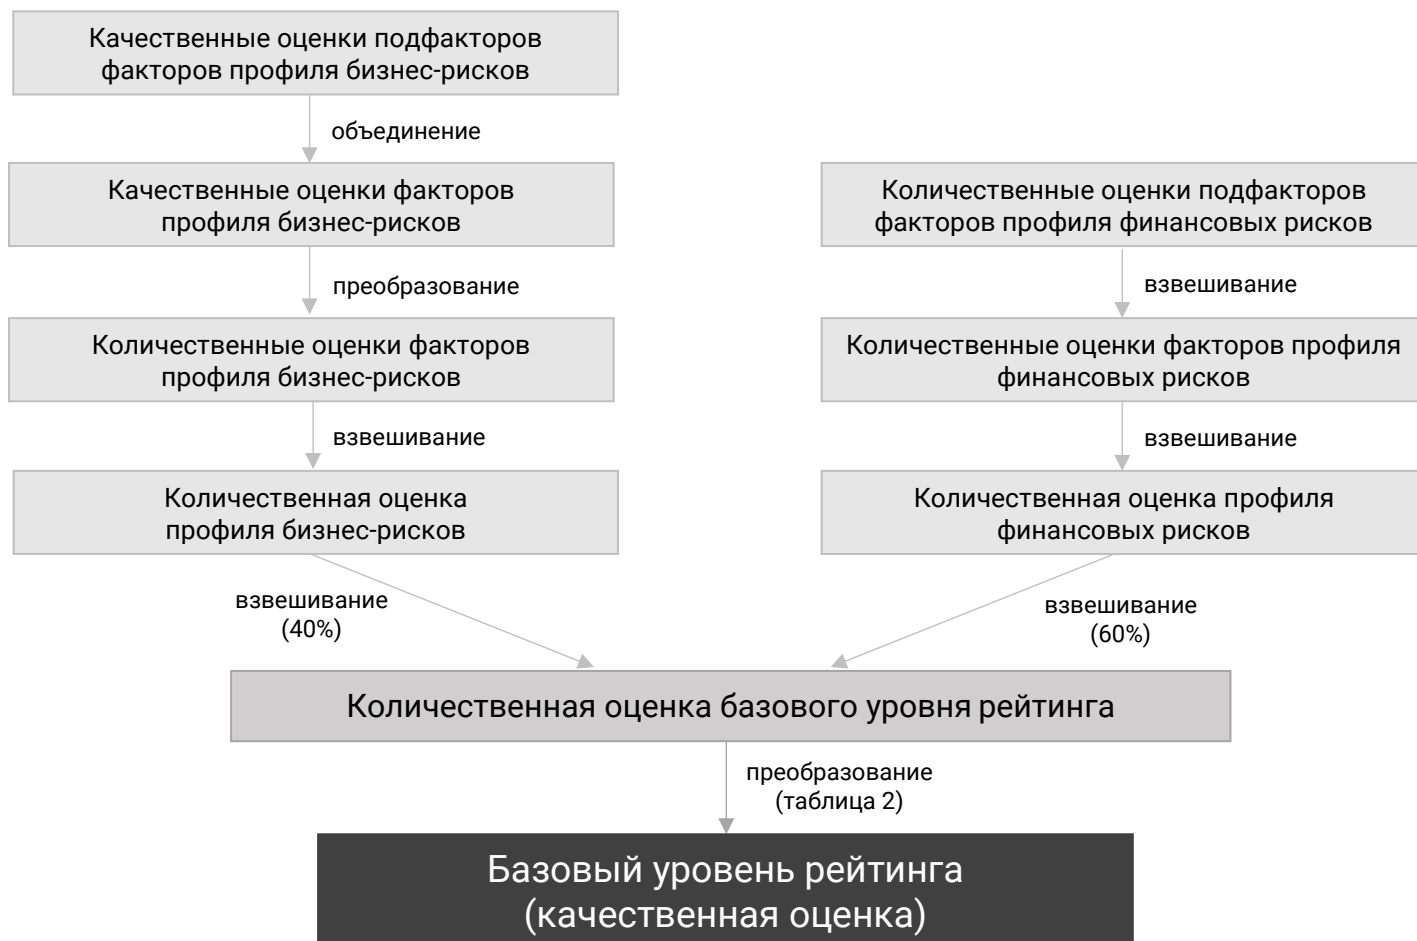 Качественные оценки подфакторов
факторов профиля бизнес-рисков
объединение
Качественные оценки факторов
профиля бизнес-рисков
Количественные оценки подфакторов
факторов профиля финансовых рисков
преобразование
взвешивание
Количественные оценки факторов
профиля бизнес-рисков
Количественные оценки факторов профиля
финансовых рисков
взвешивание
взвешивание
Количественная оценка
профиля бизнес-рисков
Количественная оценка профиля
финансовых рисков
взвешивание
(40%)
взвешивание
(60%)
Количественная оценка базового уровня рейтинга
преобразование
(таблица 2)
Базовый уровень рейтинга
(качественная оценка)